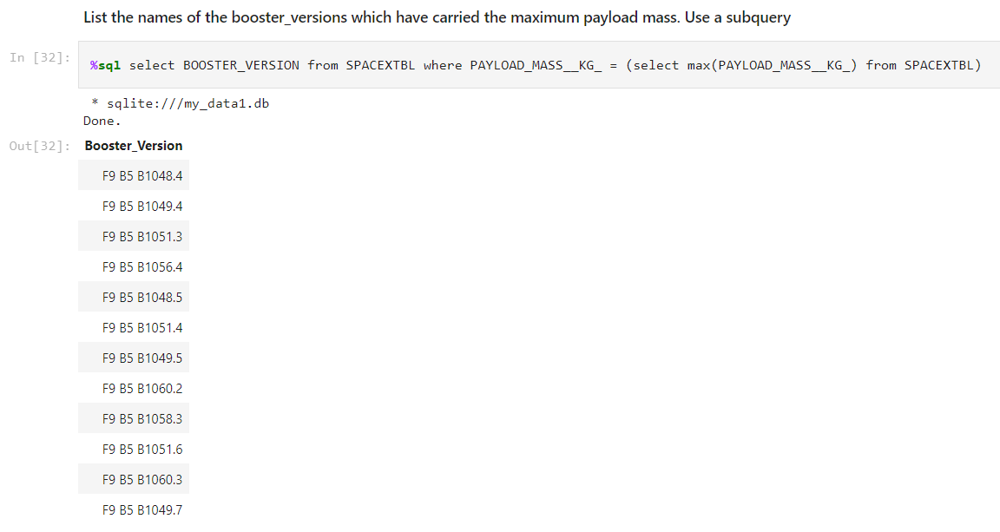 List the names of the booster_versions which have carried the maximum payload mass. Use a subquery
In [32]: %sql select BOOSTER_VERSION from SPACEXTBL where PAYLOAD_MASS__KG_ = (select max(PAYLOAD_MASS__KG_) from SPACEXTBL)
* sqlite:///my_data1.db
Done.
Out[32]: Booster_Version
F9 B5 B1048.4
F9 B5 B1049.4
F9 B5 B1051.3
F9 B5 B1056.4
F9 B5 B1048.5
F9 B5 B1051.4
F9 B5 B1049.5
F9 B5 B1060.2
F9 B5 B1058.3
F9 B5 B1051.6
F9 B5 B1060.3
F9 B5 B1049.7